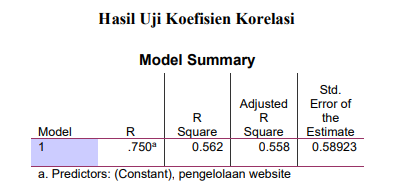 Hasil Uji Koefisien Korelasi
Model Summary
Model R R Square Adjusted R Square Std. Error of the Estimate
1 .750a 0.562 0.558 0.58923
a. Predictors: (Constant), pengelolaan website